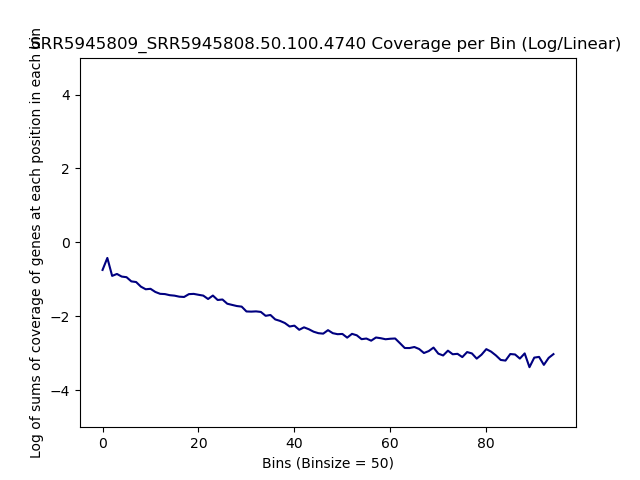 SRR5945809_SRR5945808.50.100.4740 Coverage per Bin (Log/Linear)
Log of sums of coverage of genes at each position in each bin
4
2
0
−2
−4
0 20 40 60 80
Bins (Binsize = 50)